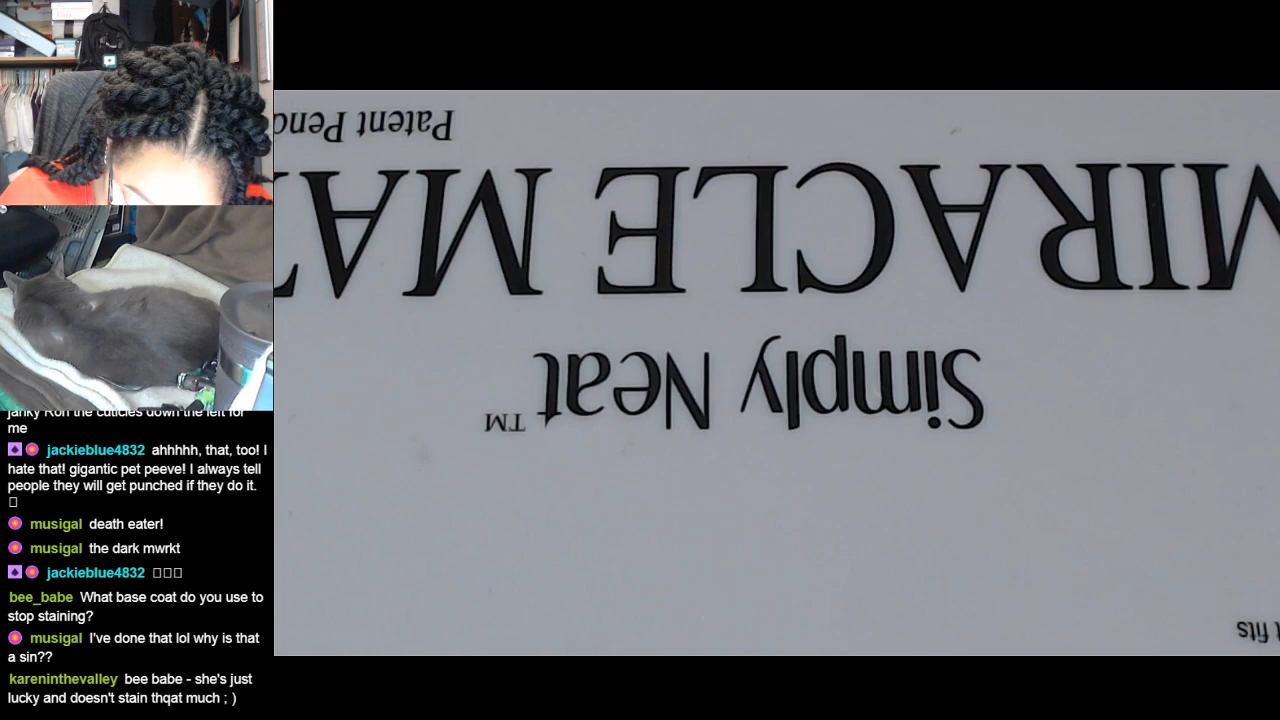 janky Ron the cuticles down the left for
me
jackieblue4832 ahhhhh, that, too! I
hate that! gigantic pet peeve! I always tell
people they will get punched if they do it.
musigal death eater!
musigal the dark mwrkt
jackieblue4832
bee_babe What base coat do you use to
stop staining?
musigal I've done that lol why is that
a sin??
kareninthevalley bee babe - she's just
lucky and doesn't stain thqat much ; )
Simply Neat™
MIRACLE MA
Patent Pend
t fits